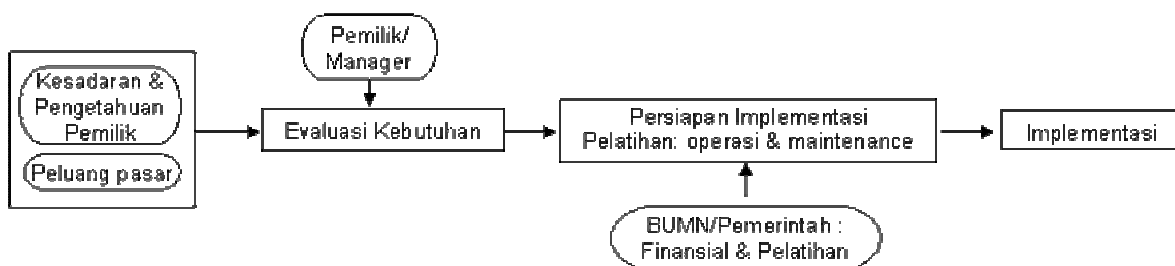 Kesadaran &
Pengetahuan
Pemilik
Peluang pasar
Pemilik/
Manager
Evaluasi Kebutuhan
Persiapan Implementasi
Pelatihan: operasi & maintenance
BUMN/Pemerintah :
Finansial & Pelatihan
Implementasi